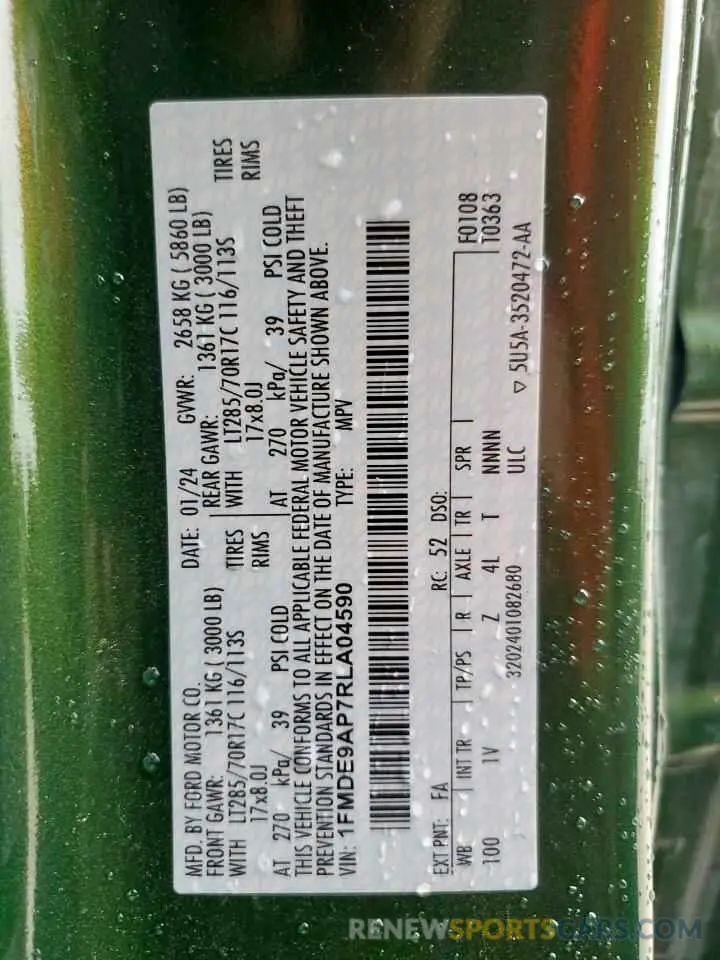 MFD. BY FORD MOTOR CO.
DATE: 01/24
GVWR: 2658 KG ( 5860 LB)
FRONT GAWR: 1361 KG ( 3000 LB)
REAR GAWR: 1361 KG ( 3000 LB)
WITH LT285/70R17C 116/113S TIRES
WITH LT285/70R17C 116/113S TIRES
17x8.0J RIMS
17x8.0J RIMS
AT 270 kPa/ 39 PSI COLD
AT 270 kPa/ 39 PSI COLD
THIS VEHICLE CONFORMS TO ALL APPLICABLE FEDERAL MOTOR VEHICLE SAFETY AND THEFT
PREVENTION STANDARDS IN EFFECT ON THE DATE OF MANUFACTURE SHOWN ABOVE.
VIN: 1FMDE9AP7RLA04590
TYPE: MPV
EXT PNT: FA RC: 52 DSO: F0108
WB INT TR TP/PS R AXLE TR SPR T0363
100 1V Z 4L T NNNN
3202401082680 ULC
▽ 5U5A-3520472-AA
RENEWSPORTSCARS.COM